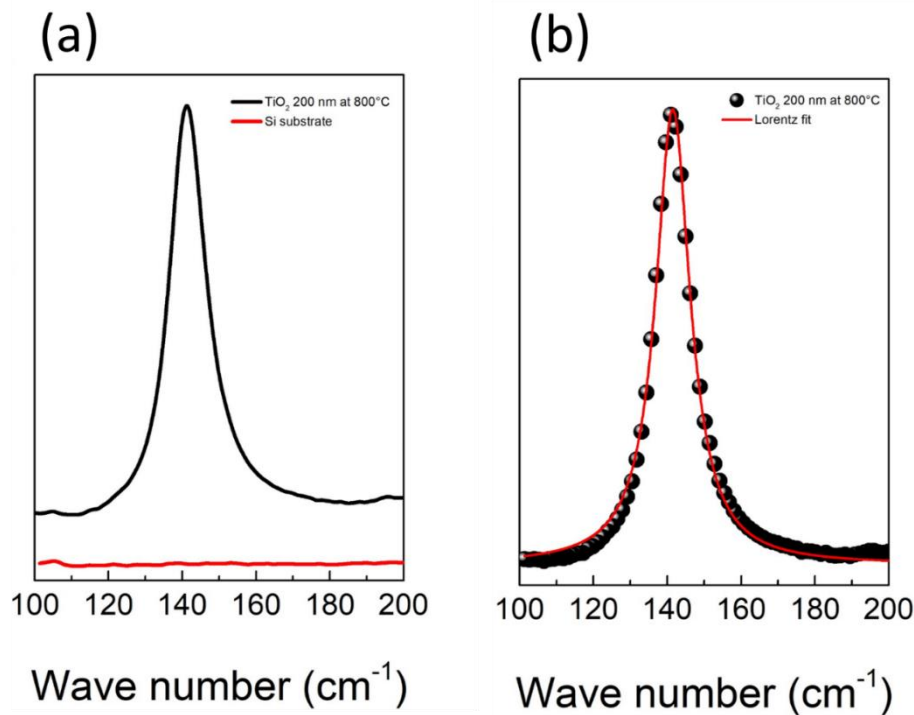 (a)
TiO₂ 200 nm at 800°C
Si substrate
100 120 140 160 180 200
Wave number (cm⁻¹)
(b)
TiO₂ 200 nm at 800°C
Lorentz fit
100 120 140 160 180 200
Wave number (cm⁻¹)